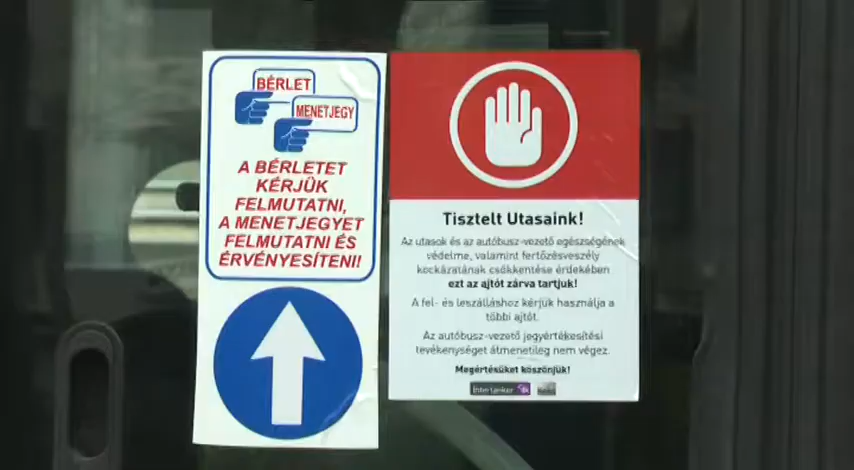 BÉRLET
MENETJEGY
A BÉRLETET
KÉRJÜK
FELMUTATNI,
A MENETJEGYET
FELMUTATNI ÉS
ÉRVÉNYESÍTENI!
Tisztelt Utasaink!
Az utasok és az autóbusz-vezető egészségének
védelme, valamint fertőzésveszély
kockázatának csökkentése érdekében
ezt az ajtót zárva tartjuk!
A fel- és leszálláshoz kérjük használja a
többi ajtót.
Az autóbusz-vezető jegyértékesítési
tevékenységet átmenetileg nem végez.
Megértésüket köszönjük!